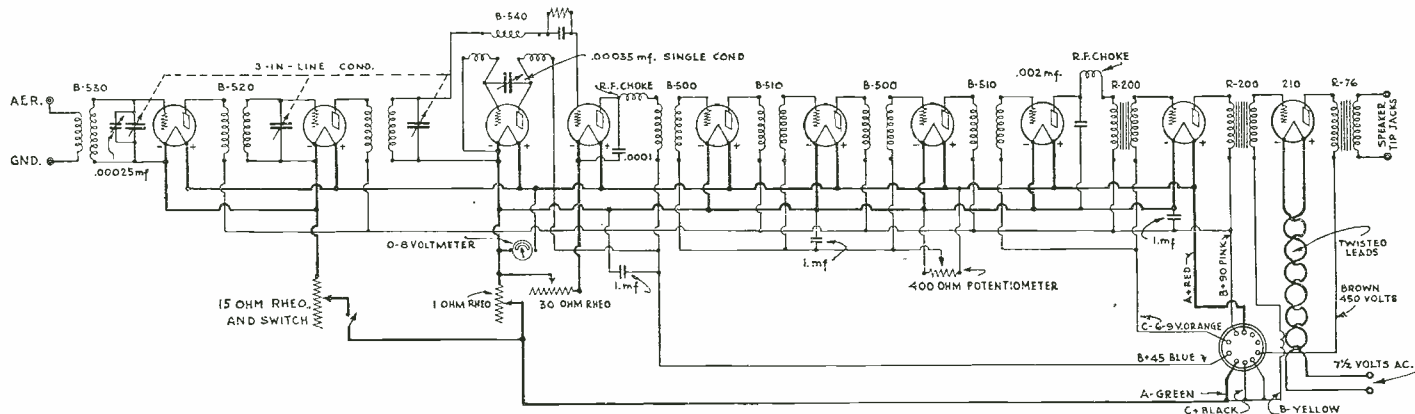 B-540
3-IN-LINE COND.
.00035 mf. SINGLE COND
R.F.CHOKE
.002 mf.
B-530
B-520
R.F.CHOKE
B-500
B-510
B-500
B-510
R-200
R-200
210
R-76
AER.
GND.
.00025 mf
.0001
SPEAKER
TIP JACKS
- +
- +
- +
- +
- +
- +
- +
- +
- +
- +
0-8 VOLTMETER
1.mf
1.mf
1.mf
15 OHM RHEO.
AND SWITCH
1 OHM RHEO
30 OHM RHEO
400 OHM POTENTIOMETER
A+RED
B+90 PINK
TWISTED
LEADS
BROWN
450 VOLTS
C-6-9V.ORANGE
B+45 BLUE
A-GREEN
C+BLACK
B-YELLOW
7½ VOLTS A.C.